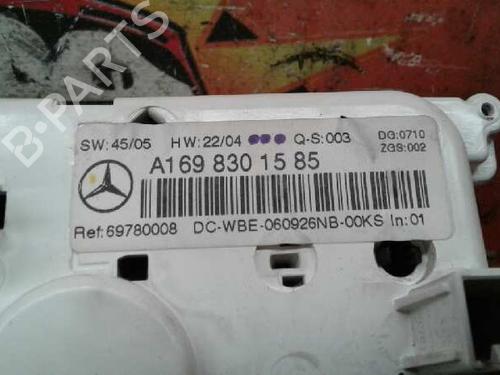 B-PARTS
SW: 45/05 HW: 22/04 Q-S: 003 DG:0710
ZGS:002
A169 830 15 85
Ref: 69780008 DC-WBE-060926NB-00KS In: 01